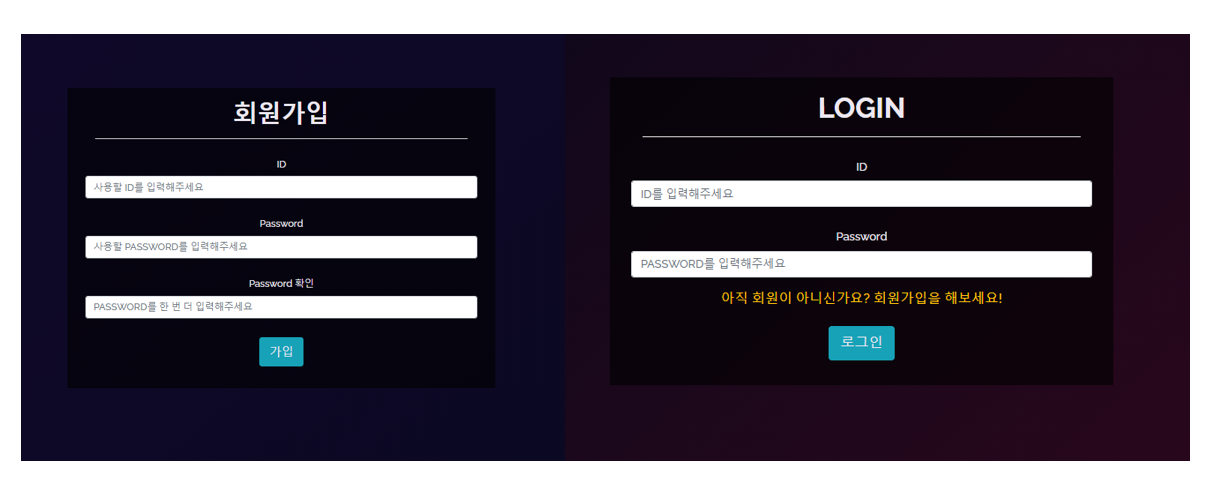 회원가입
ID
사용할 ID를 입력해주세요
Password
사용할 PASSWORD를 입력해주세요
Password 확인
PASSWORD를 한 번 더 입력해주세요
가입
LOGIN
ID
ID를 입력해주세요
Password
PASSWORD를 입력해주세요
아직 회원이 아니신가요? 회원가입을 해보세요!
로그인